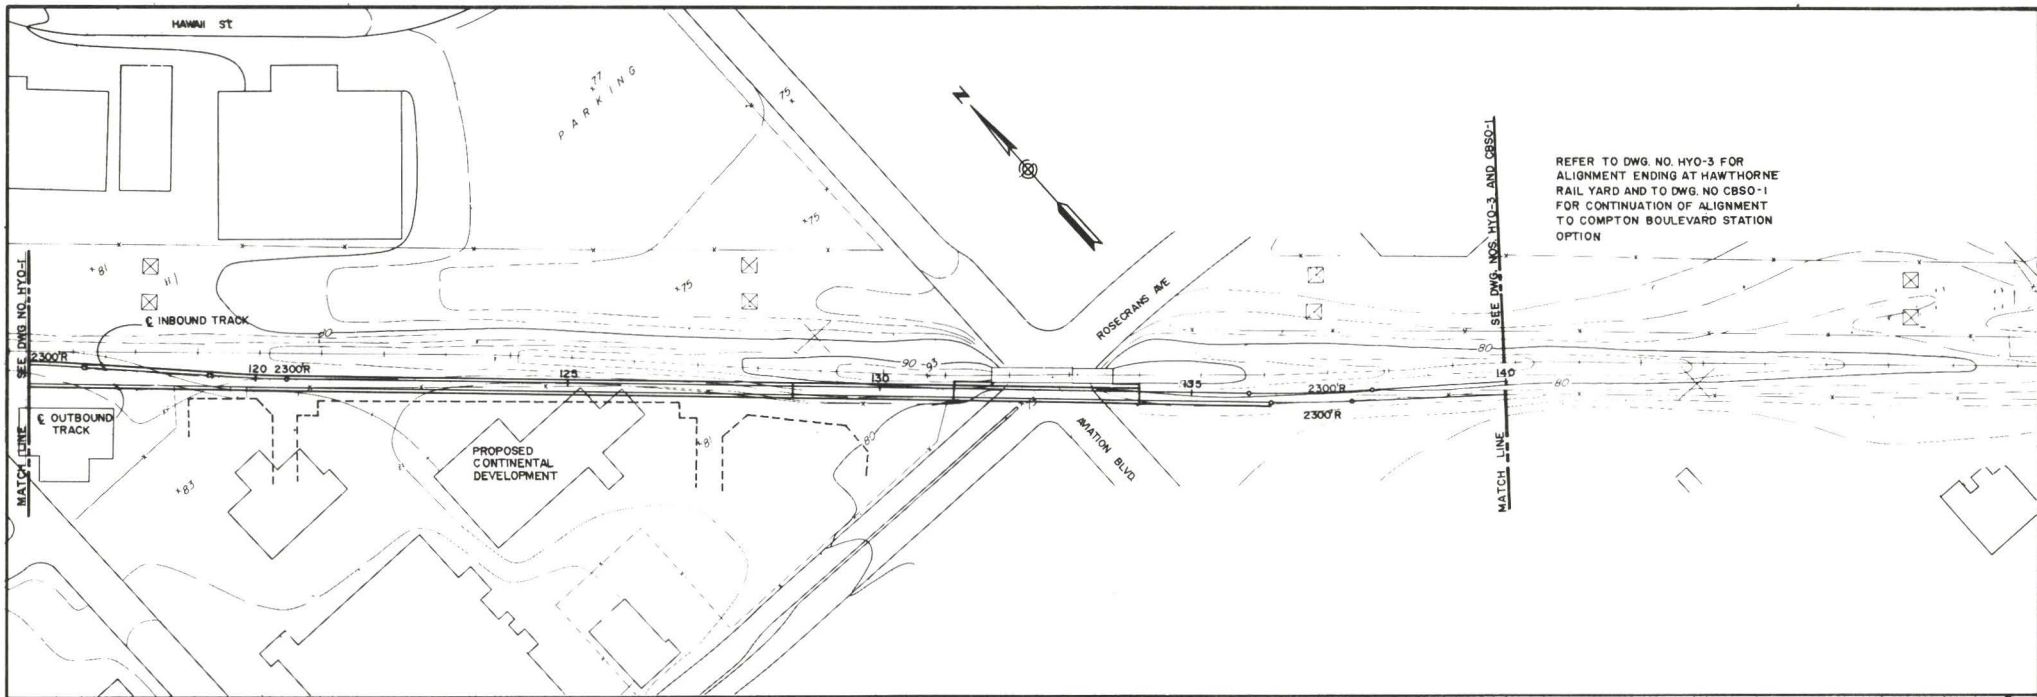 HAWAII ST
PARKING
×77
75
×75
N
ROSECRANS AVE
SEE DWG. NOS. HYO-3 AND CBSO-1
REFER TO DWG. NO. HYO-3 FOR
ALIGNMENT ENDING AT HAWTHORNE
RAIL YARD AND TO DWG. NO CBSO-1
FOR CONTINUATION OF ALIGNMENT
TO COMPTON BOULEVARD STATION
OPTION
SEE DWG. NO. HYO-1
×81
×75
℄ INBOUND TRACK
80
90
×93
80
2300'R
120
2300'R
125
130
135
2300'R
140
80
2300'R
℄ OUTBOUND
TRACK
MATCH LINE
×83
PROPOSED
CONTINENTAL
DEVELOPMENT
×81
80
×73
AVIATION BLVD
MATCH LINE